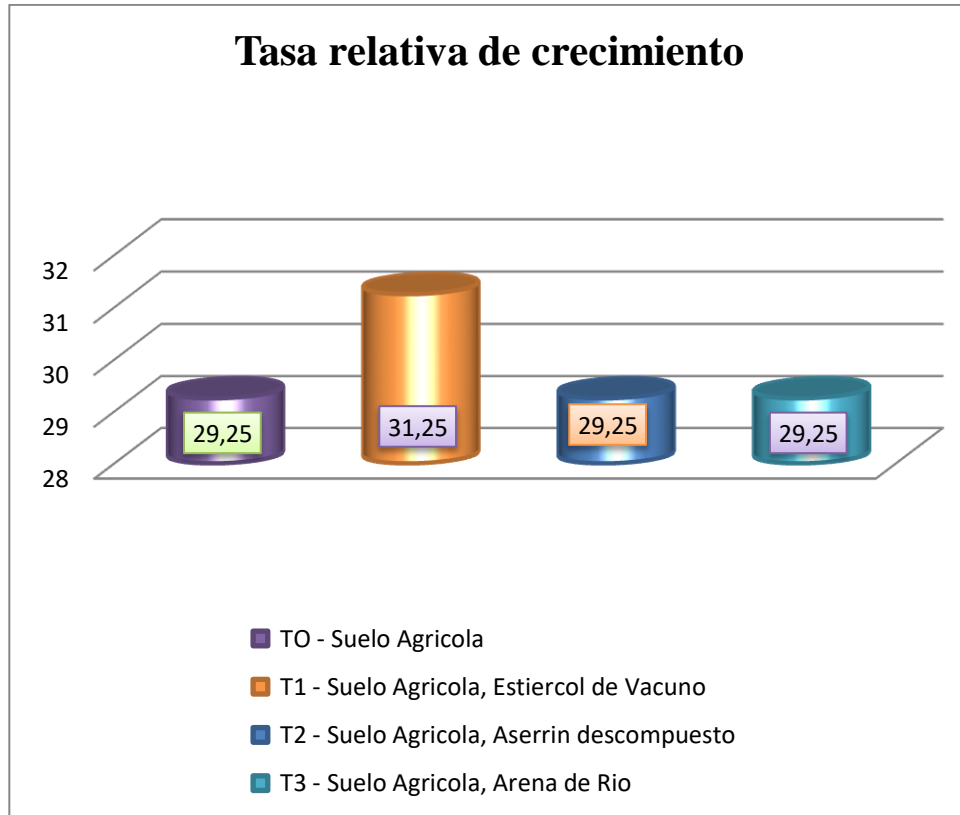 Tasa relativa de crecimiento
32
31
30
29
28
29,25
31,25
29,25
29,25
TO - Suelo Agricola
T1 - Suelo Agricola, Estiercol de Vacuno
T2 - Suelo Agricola, Aserrin descompuesto
T3 - Suelo Agricola, Arena de Rio